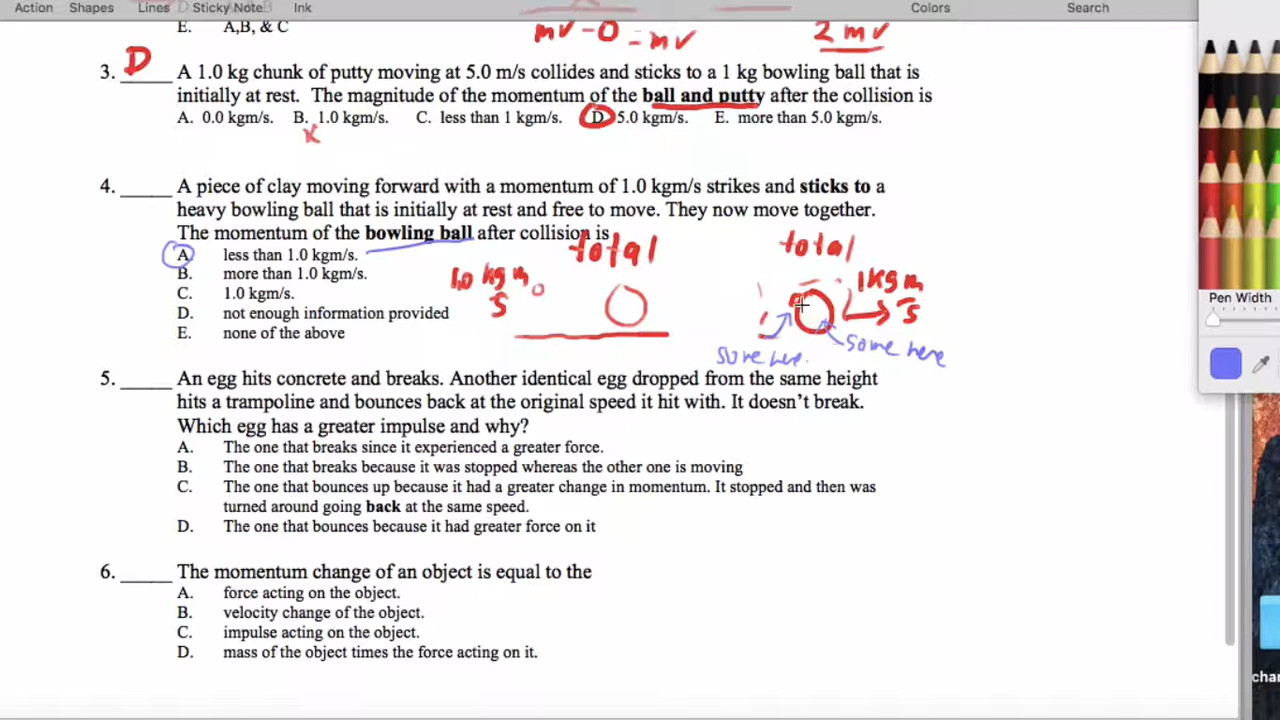 Action Shapes Lines Sticky Note Ink Colors Search
E. A,B, & C
mv - 0 = mv 2 mv
3. D A 1.0 kg chunk of putty moving at 5.0 m/s collides and sticks to a 1 kg bowling ball that is
initially at rest. The magnitude of the momentum of the ball and putty after the collision is
A. 0.0 kgm/s. B. 1.0 kgm/s. C. less than 1 kgm/s. D 5.0 kgm/s. E. more than 5.0 kgm/s.
x
4. A piece of clay moving forward with a momentum of 1.0 kgm/s strikes and sticks to a
heavy bowling ball that is initially at rest and free to move. They now move together.
The momentum of the bowling ball after collision is
total total
A less than 1.0 kgm/s.
B. more than 1.0 kgm/s.
1.0 kg m s 1 kg m s
C. 1.0 kgm/s.
D. not enough information provided
E. none of the above
some here
5. An egg hits concrete and breaks. Another identical egg dropped from the same height
hits a trampoline and bounces back at the original speed it hit with. It doesn't break.
Which egg has a greater impulse and why?
A. The one that breaks since it experienced a greater force.
B. The one that breaks because it was stopped whereas the other one is moving
C. The one that bounces up because it had a greater change in momentum. It stopped and then was
turned around going back at the same speed.
D. The one that bounces because it had greater force on it
6. The momentum change of an object is equal to the
A. force acting on the object.
B. velocity change of the object.
C. impulse acting on the object.
D. mass of the object times the force acting on it.
Pen Width